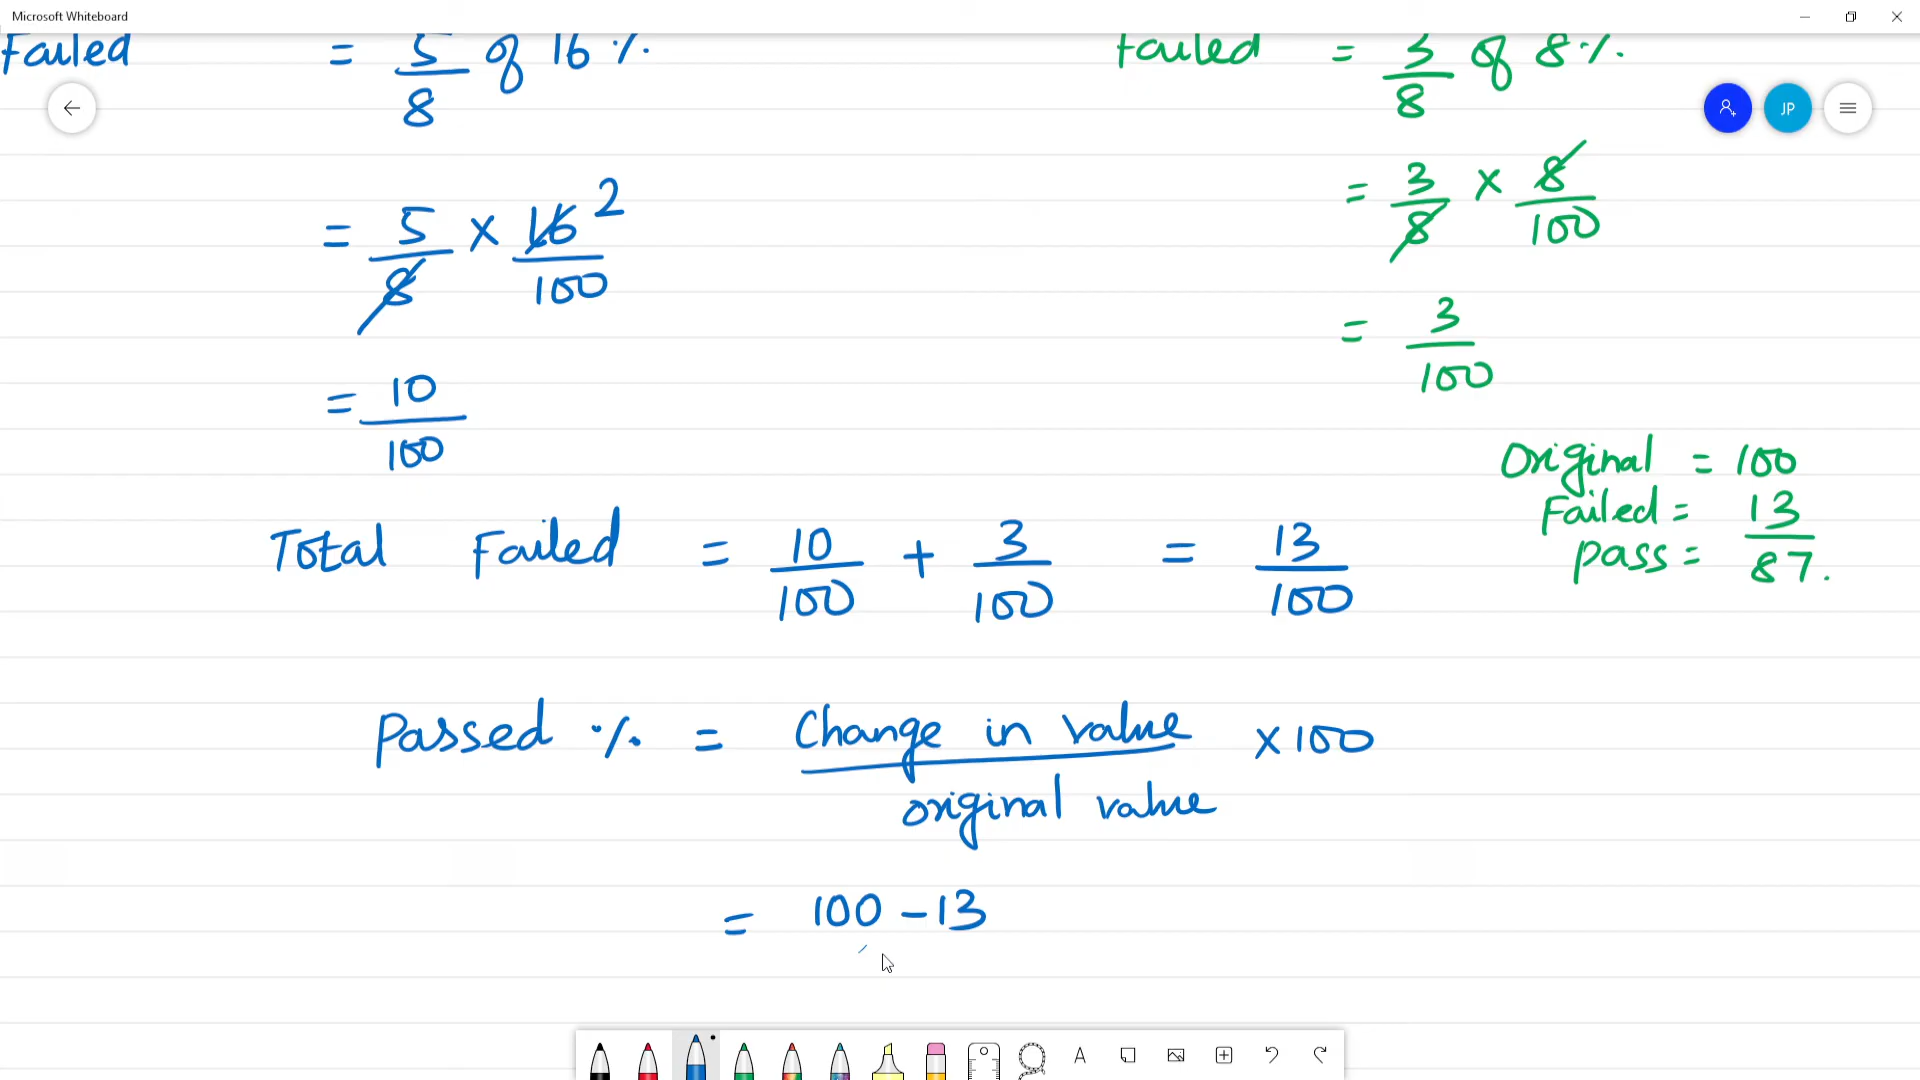 Microsoft Whiteboard
Failed = 5/8 of 16 %
= 5/8 × 16/100 2
= 10/100
Failed = 3/8 of 8 %
= 3/8 × 8/100
= 3/100
JP
Original = 100
Failed = 13
pass = 87.
Total Failed = 10/100 + 3/100 = 13/100
Passed % = Change in value / original value × 100
= 100 - 13
A